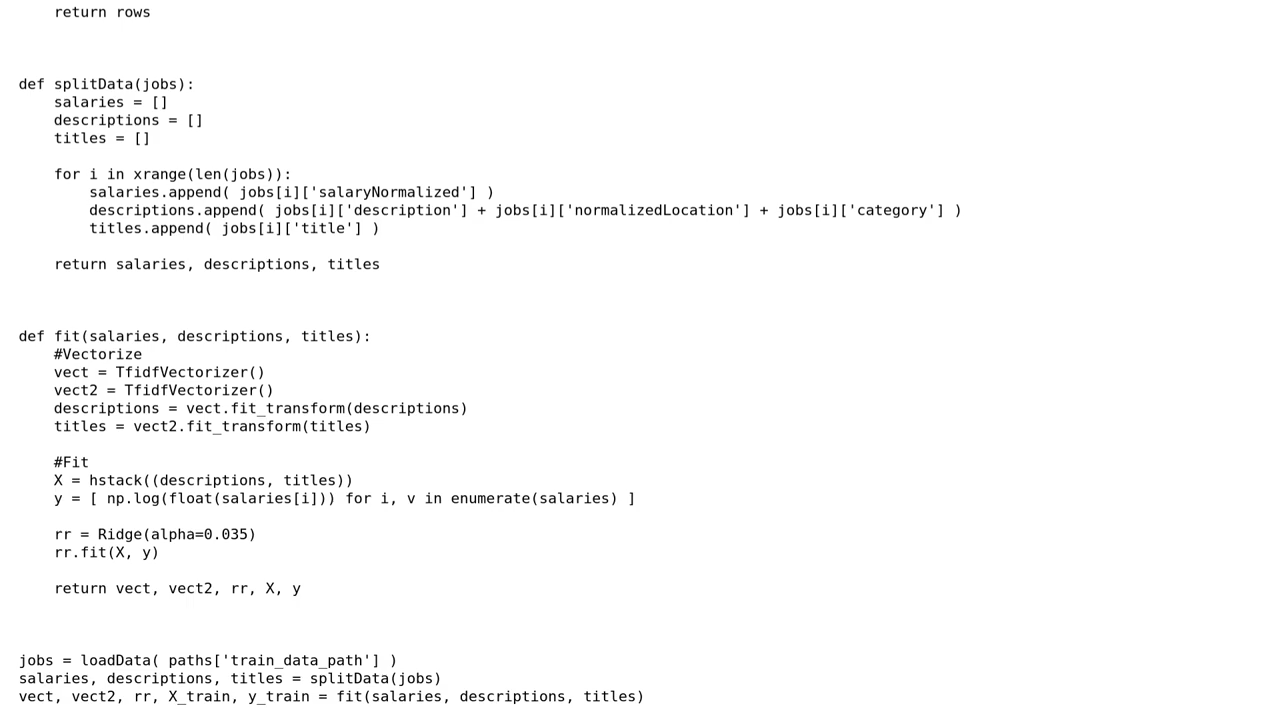 return rows

def splitData(jobs):
    salaries = []
    descriptions = []
    titles = []

    for i in xrange(len(jobs)):
        salaries.append( jobs[i]['salaryNormalized'] )
        descriptions.append( jobs[i]['description'] + jobs[i]['normalizedLocation'] + jobs[i]['category'] )
        titles.append( jobs[i]['title'] )

    return salaries, descriptions, titles

def fit(salaries, descriptions, titles):
    #Vectorize
    vect = TfidfVectorizer()
    vect2 = TfidfVectorizer()
    descriptions = vect.fit_transform(descriptions)
    titles = vect2.fit_transform(titles)

    #Fit
    X = hstack((descriptions, titles))
    y = [ np.log(float(salaries[i])) for i, v in enumerate(salaries) ]

    rr = Ridge(alpha=0.035)
    rr.fit(X, y)

    return vect, vect2, rr, X, y

jobs = loadData( paths['train_data_path'] )
salaries, descriptions, titles = splitData(jobs)
vect, vect2, rr, X_train, y_train = fit(salaries, descriptions, titles)